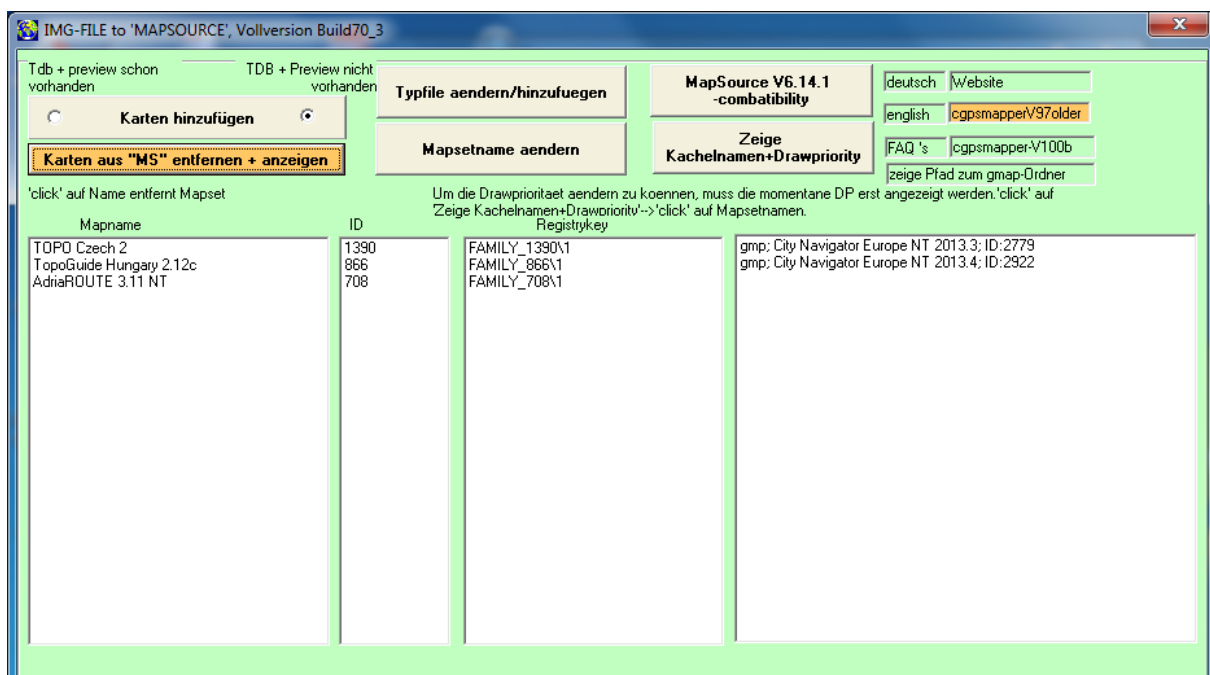 IMG-FILE to 'MAPSOURCE', Vollversion Build70_3
Tdb + preview schon
vorhanden
TDB + Preview nicht
vorhanden
Karten hinzufügen
Karten aus "MS" entfernen + anzeigen
Typfile aendern/hinzufuegen
Mapsetname aendern
MapSource V6.14.1
-combatibility
Zeige
Kachelnamen+Drawpriority
deutsch
Website
english
cgpsmapperV97older
FAQ 's
cgpsmapper-V100b
zeige Pfad zum gmap-Ordner
'click' auf Name entfernt Mapset
Um die Drawprioritaet aendern zu koennen, muss die momentane DP erst angezeigt werden.'click' auf
'Zeige Kachelnamen+Drawpriority'-->'click' auf Mapsetnamen.
Mapname
ID
Registrykey
TOPO Czech 2
1390
FAMILY_1390\1
TopoGuide Hungary 2.12c
866
FAMILY_866\1
AdriaROUTE 3.11 NT
708
FAMILY_708\1
gmp; City Navigator Europe NT 2013.3; ID:2779
gmp; City Navigator Europe NT 2013.4; ID:2922